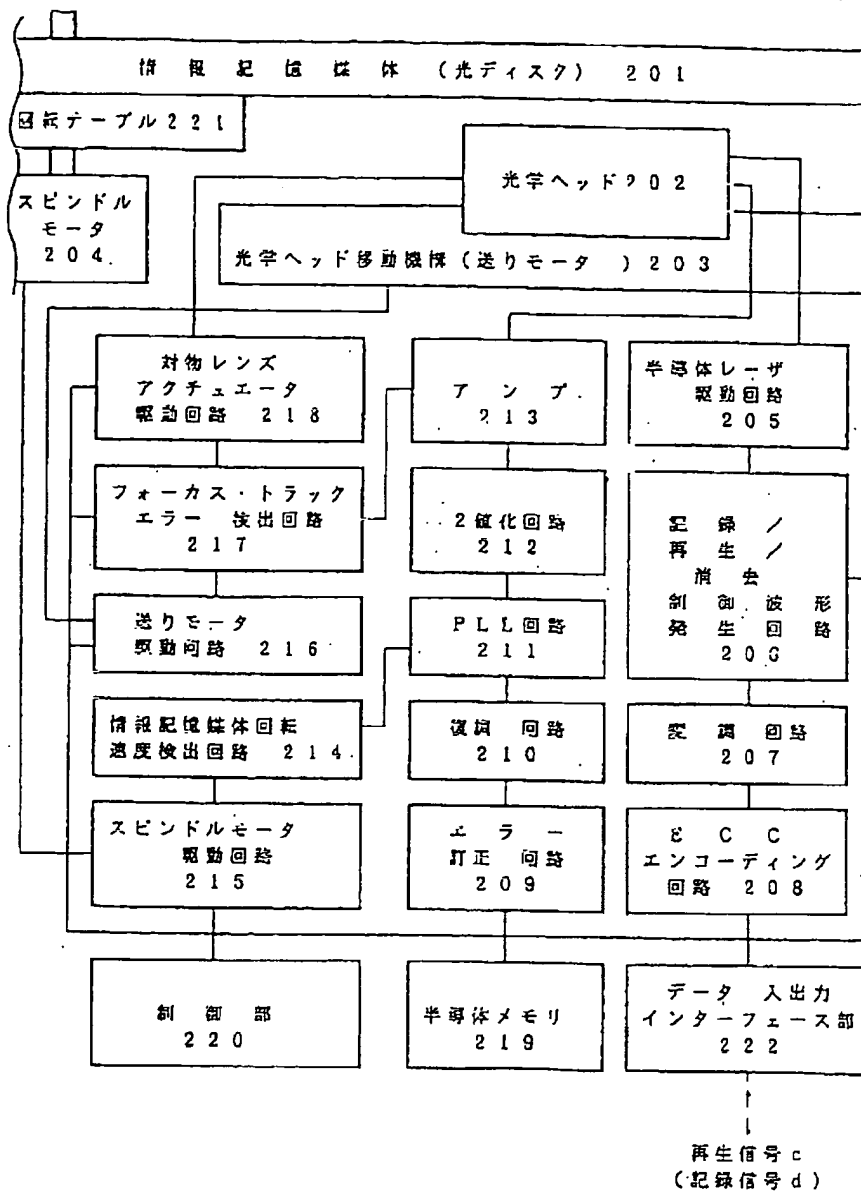 情報記憶媒体(光ディスク) 201
回転テーブル221
スピンドル
モータ
204
光学ヘッド202
光学ヘッド移動機構(送りモータ)203
対物レンズ
アクチュエータ
駆動回路 218
フォーカス・トラック
エラー検出回路
217
送りモータ
駆動回路 216
情報記憶媒体回転
速度検出回路 214
スピンドルモータ
駆動回路
215
制御部
220
アンプ
213
2値化回路
212
PLL回路
211
復調回路
210
エラー
訂正回路
209
半導体メモリ
219
半導体レーザ
駆動回路
205
記録/
再生/
消去
制御波形
発生回路
206
変調回路
207
ECC
エンコーディング
回路 208
データ入出力
インターフェース部
222
再生信号c
(記録信号d)